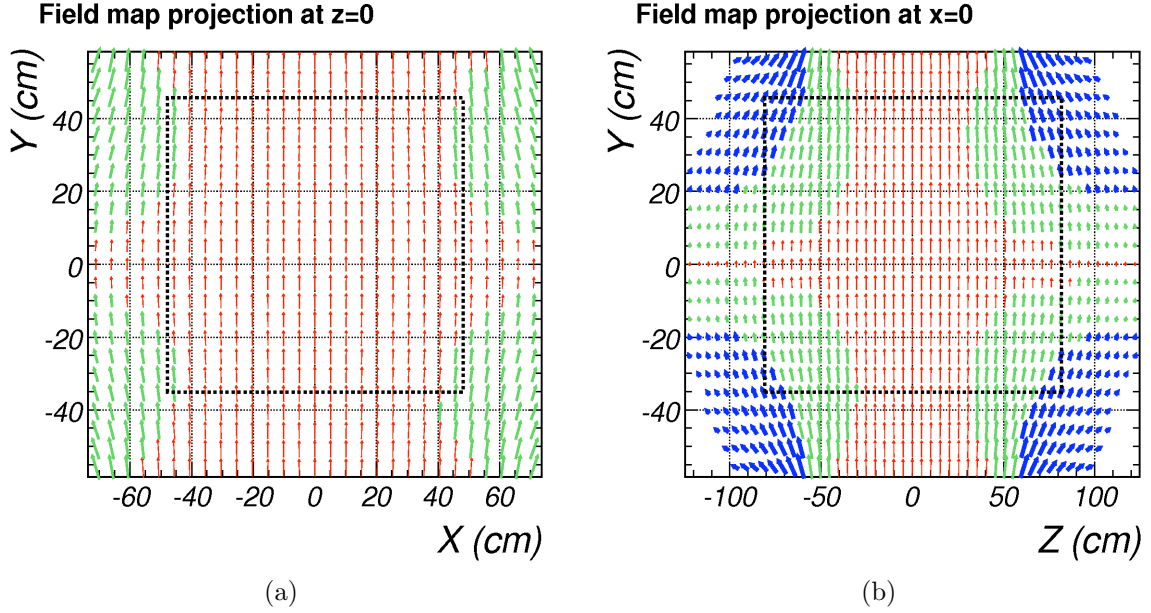 Field map projection at z=0
Y (cm)
40
20
0
-20
-40
-60 -40 -20 0 20 40 60
X (cm)
(a)
Field map projection at x=0
Y (cm)
40
20
0
-20
-40
-100 -50 0 50 100
Z (cm)
(b)